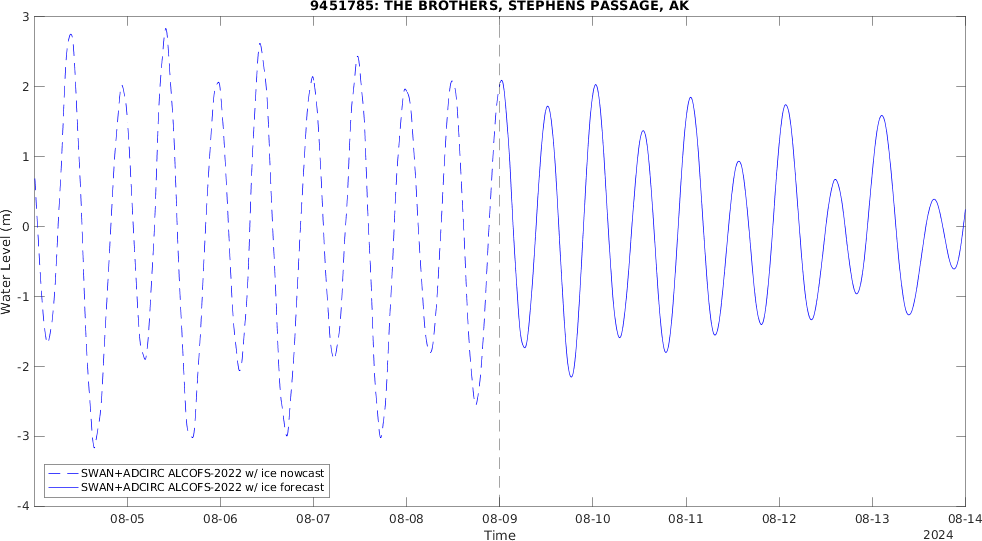 9451785: THE BROTHERS, STEPHENS PASSAGE, AK
3
2
1
0
-1
-2
-3
-4
Water Level (m)
SWAN+ADCIRC ALCOFS-2022 w/ ice nowcast
SWAN+ADCIRC ALCOFS-2022 w/ ice forecast
08-05 08-06 08-07 08-08 08-09 08-10 08-11 08-12 08-13 08-14
Time
2024